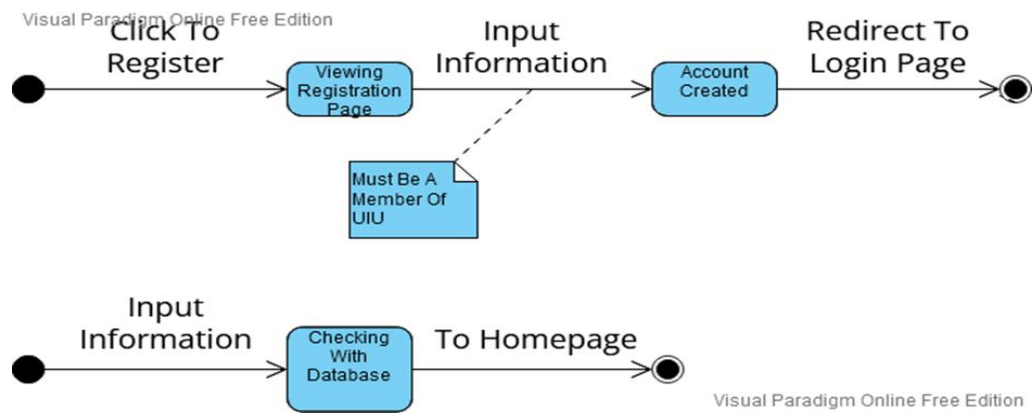 Visual Paradigm Online Free Edition
Click To
Register
Input
Information
Redirect To
Login Page
Viewing
Registration
Page
Account
Created
Must Be A
Member Of
UIU
Input
Information
Checking
With
Database
To Homepage
Visual Paradigm Online Free Edition